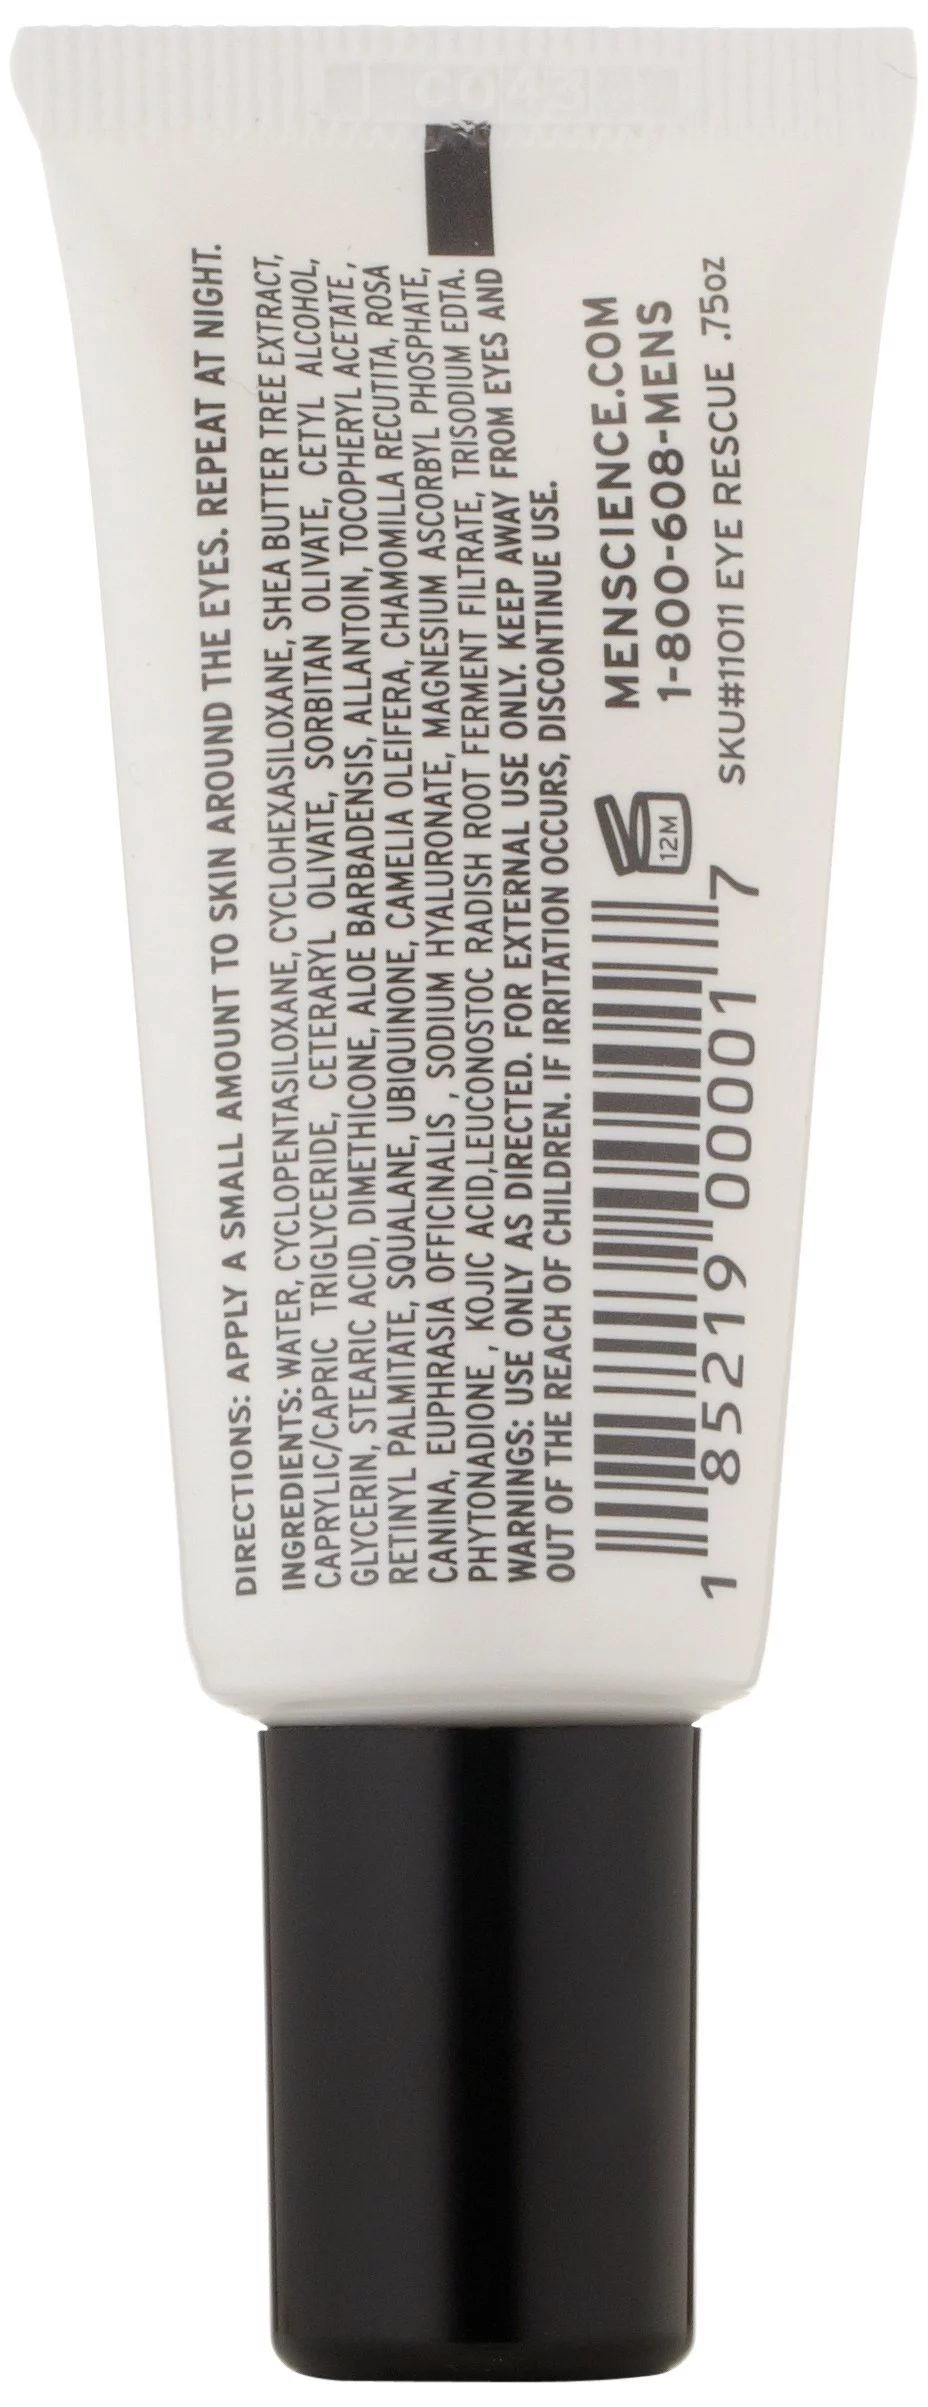 C043
DIRECTIONS: APPLY A SMALL AMOUNT TO SKIN AROUND THE EYES. REPEAT AT NIGHT.
INGREDIENTS: WATER, CYCLOPENTASILOXANE, CYCLOHEXASILOXANE, SHEA BUTTER TREE EXTRACT,
CAPRYLIC/CAPRIC TRIGLYCERIDE, CETERARYL OLIVATE, SORBITAN OLIVATE, CETYL ALCOHOL,
GLYCERIN, STEARIC ACID, DIMETHICONE, ALOE BARBADENSIS, ALLANTOIN, TOCOPHERYL ACETATE ,
RETINYL PALMITATE, SQUALANE, UBIQUINONE, CAMELIA OLEIFERA, CHAMOMILLA RECUTITA, ROSA
CANINA, EUPHRASIA OFFICINALIS , SODIUM HYALURONATE, MAGNESIUM ASCORBYL PHOSPHATE,
PHYTONADIONE , KOJIC ACID,LEUCONOSTOC RADISH ROOT FERMENT FILTRATE, TRISODIUM EDTA.
WARNINGS: USE ONLY AS DIRECTED. FOR EXTERNAL USE ONLY. KEEP AWAY FROM EYES AND
OUT OF THE REACH OF CHILDREN. IF IRRITATION OCCURS, DISCONTINUE USE.
12M
MENSCIENCE.COM
1-800-608-MENS
SKU#11011 EYE RESCUE .75oz
1 85219 00001 7